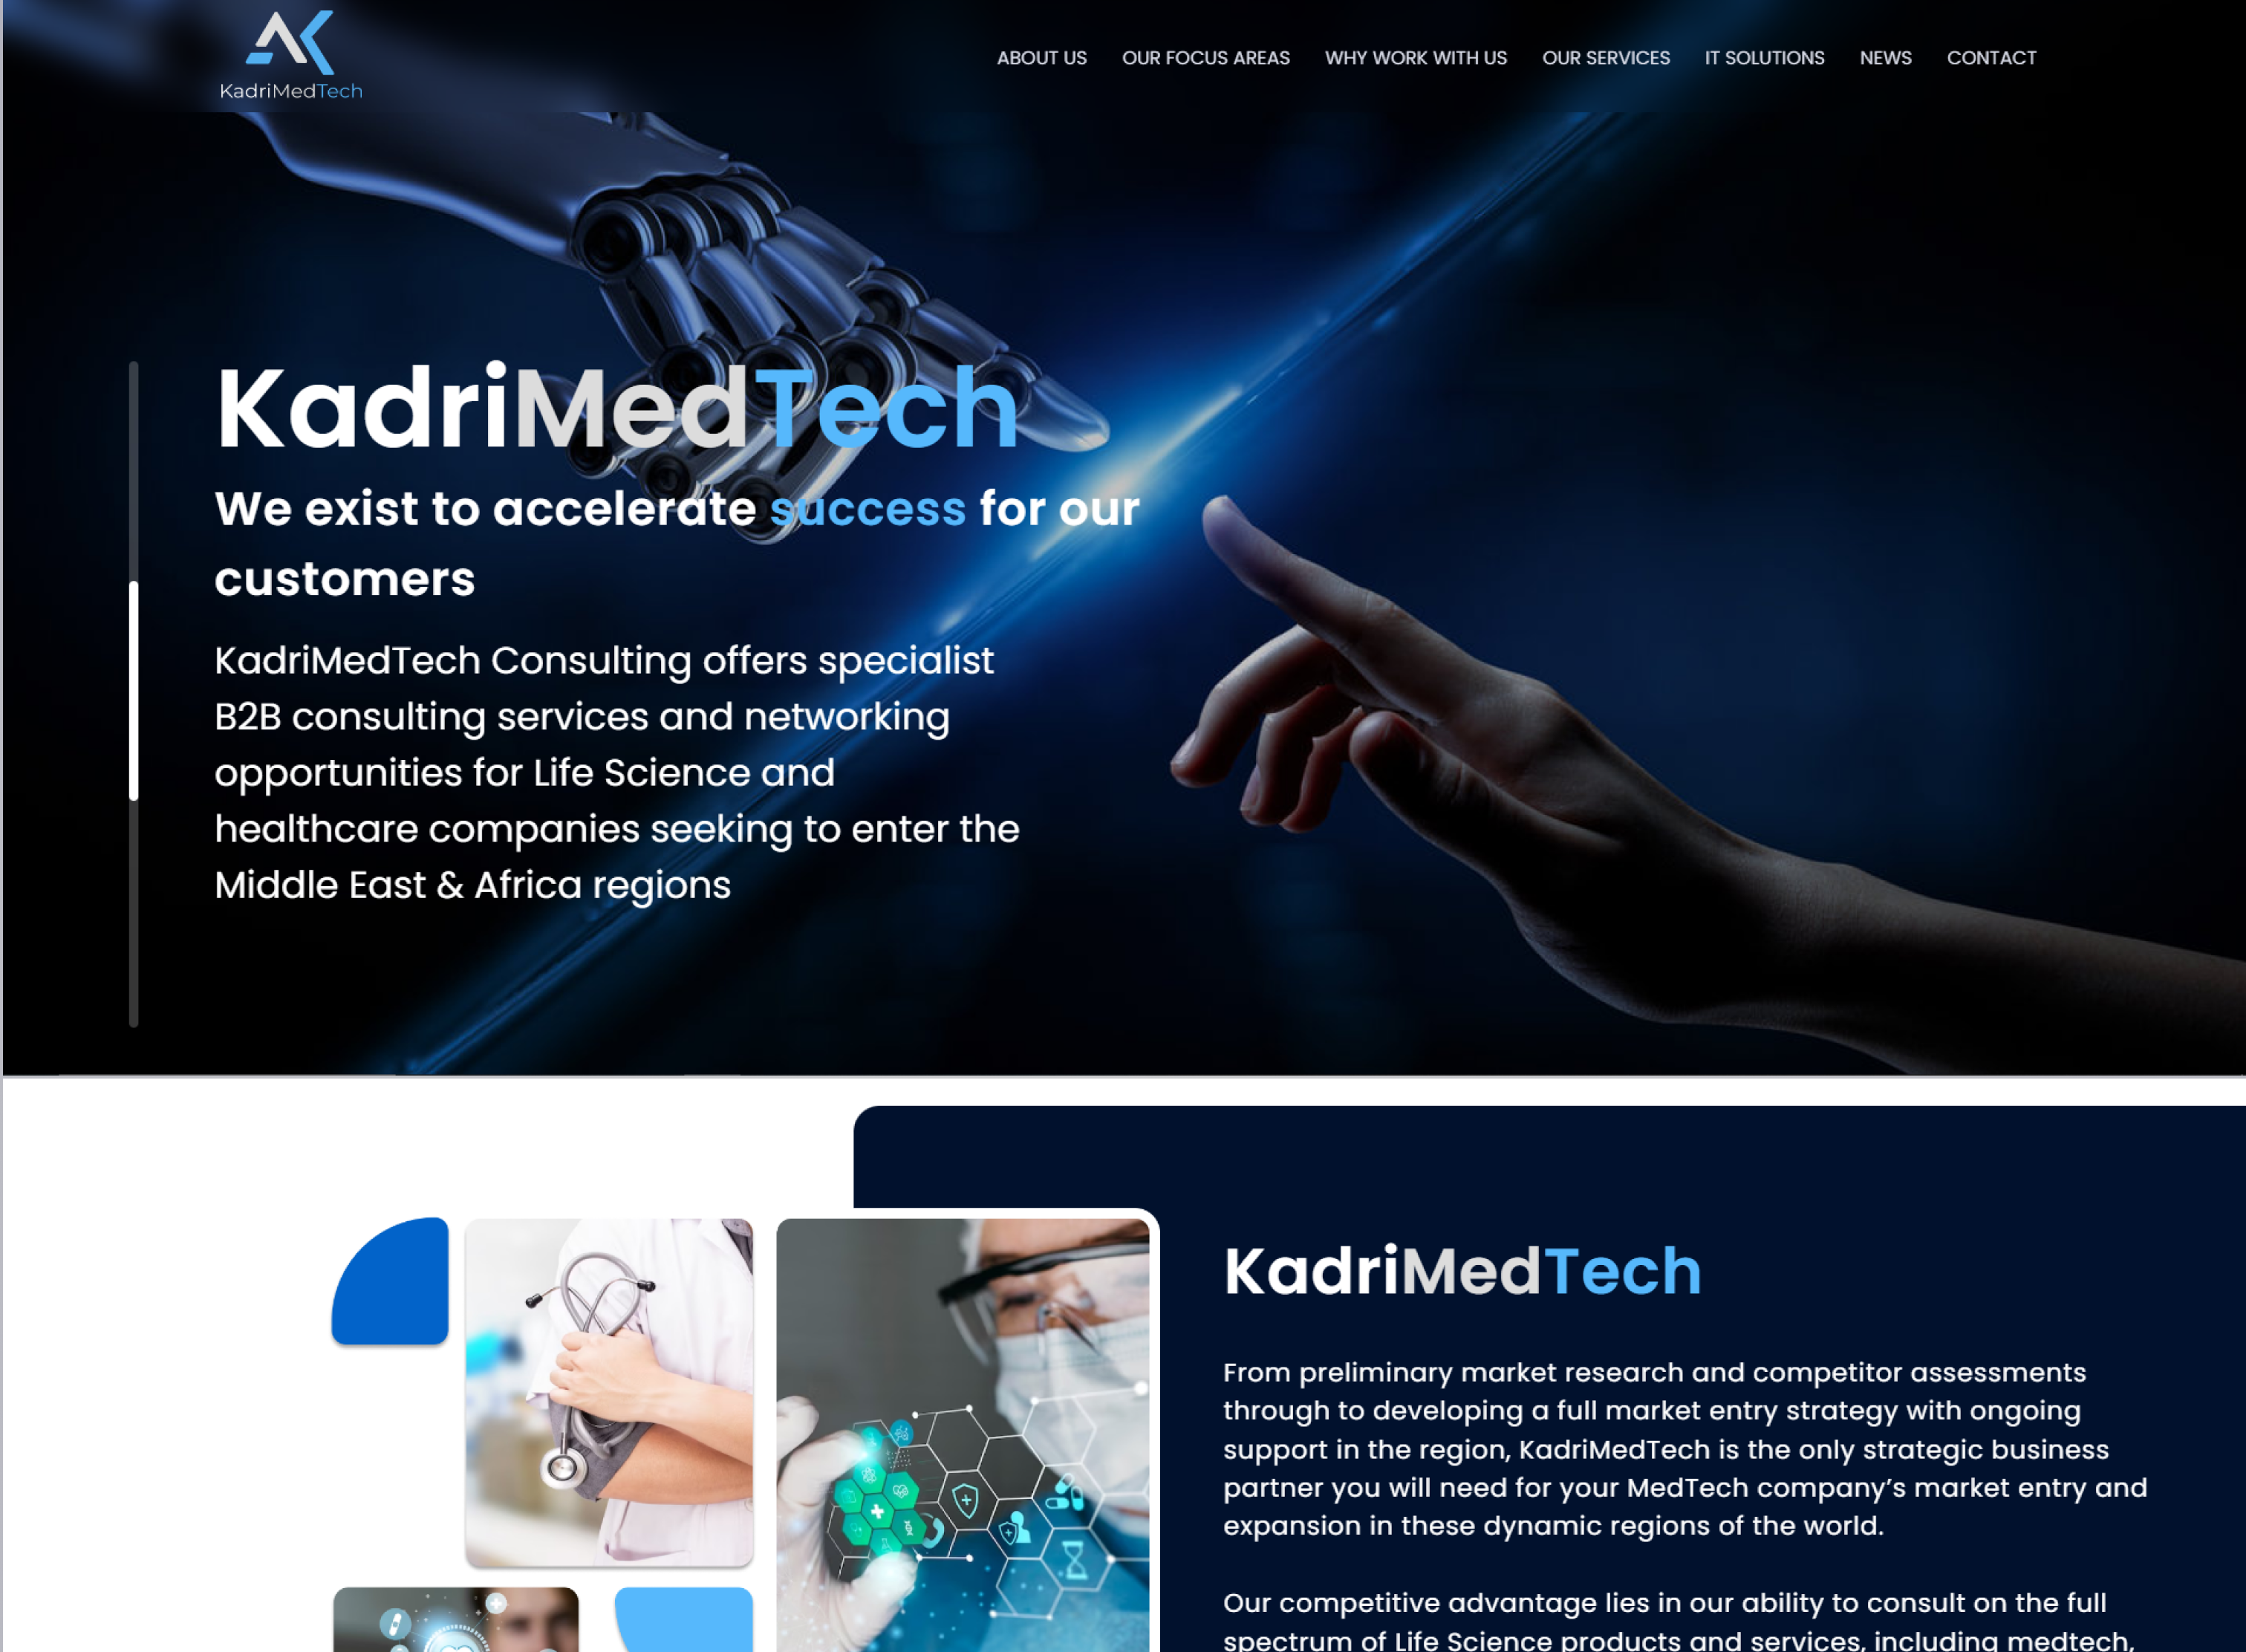 KadriMedTech
ABOUT US OUR FOCUS AREAS WHY WORK WITH US OUR SERVICES IT SOLUTIONS NEWS CONTACT
KadriMedTech
We exist to accelerate success for our
customers
KadriMedTech Consulting offers specialist
B2B consulting services and networking
opportunities for Life Science and
healthcare companies seeking to enter the
Middle East & Africa regions
KadriMedTech
From preliminary market research and competitor assessments
through to developing a full market entry strategy with ongoing
support in the region, KadriMedTech is the only strategic business
partner you will need for your MedTech company’s market entry and
expansion in these dynamic regions of the world.
Our competitive advantage lies in our ability to consult on the full
spectrum of Life Science products and services, including medtech,